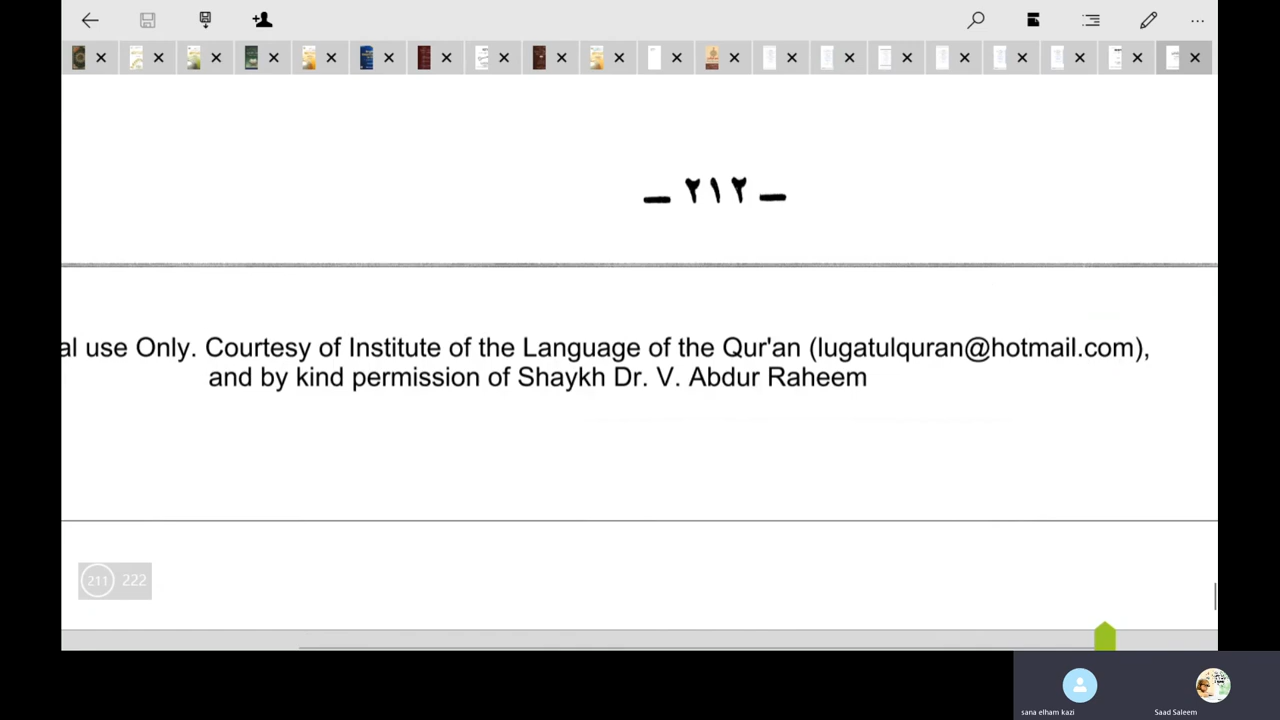 – ٢١٢ –
al use Only. Courtesy of Institute of the Language of the Qur'an (lugatulquran@hotmail.com),
and by kind permission of Shaykh Dr. V. Abdur Raheem
211 222
sana elham kazi
Saad Saleem